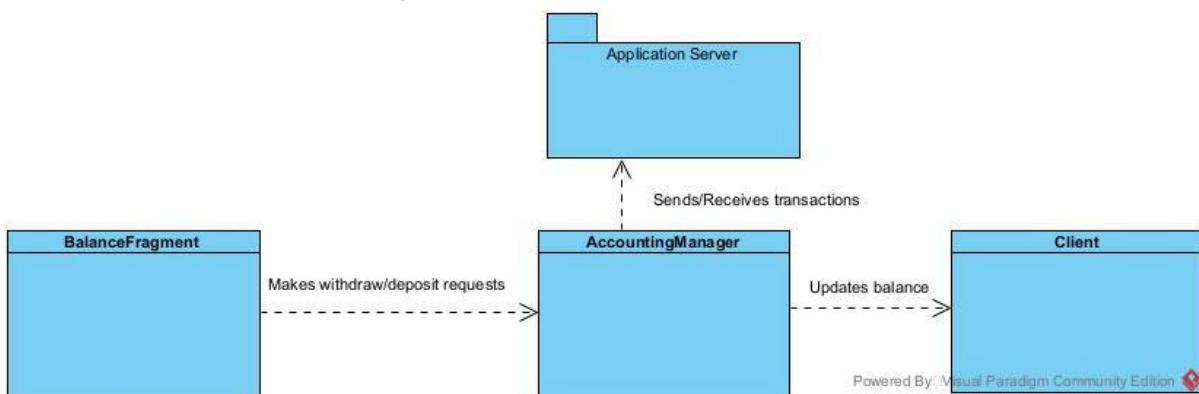 Application Server
Sends/Receives transactions
BalanceFragment
AccountingManager
Client
Makes withdraw/deposit requests
Updates balance
Powered By Visual Paradigm Community Edition